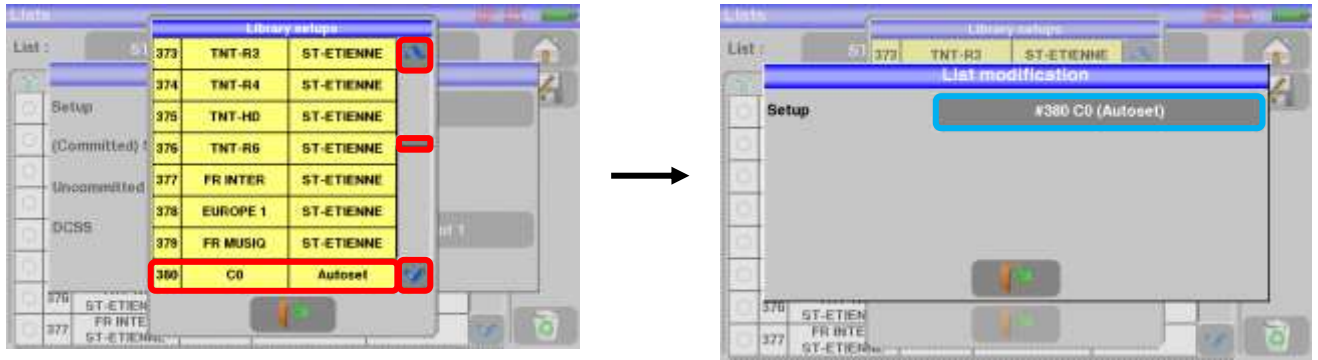 Lists
Library setups
List : 51
373 TNT-R3 ST-ETIENNE
374 TNT-R4 ST-ETIENNE
375 TNT-HD ST-ETIENNE
376 TNT-R6 ST-ETIENNE
377 FR INTER ST-ETIENNE
378 EUROPE 1 ST-ETIENNE
379 FR MUSIQ ST-ETIENNE
380 C0 Autoset
Setup
(Committed)
Uncommitted
DCSS
376
ST-ETIEN
377 FR INTE
ST-ETIENNE
Lists
Library setups
List : 51
373 TNT-R3 ST-ETIENNE
List modification
Setup #380 C0 (Autoset)
376
ST-ETIEN
377 FR INTE
ST-ETIENNE